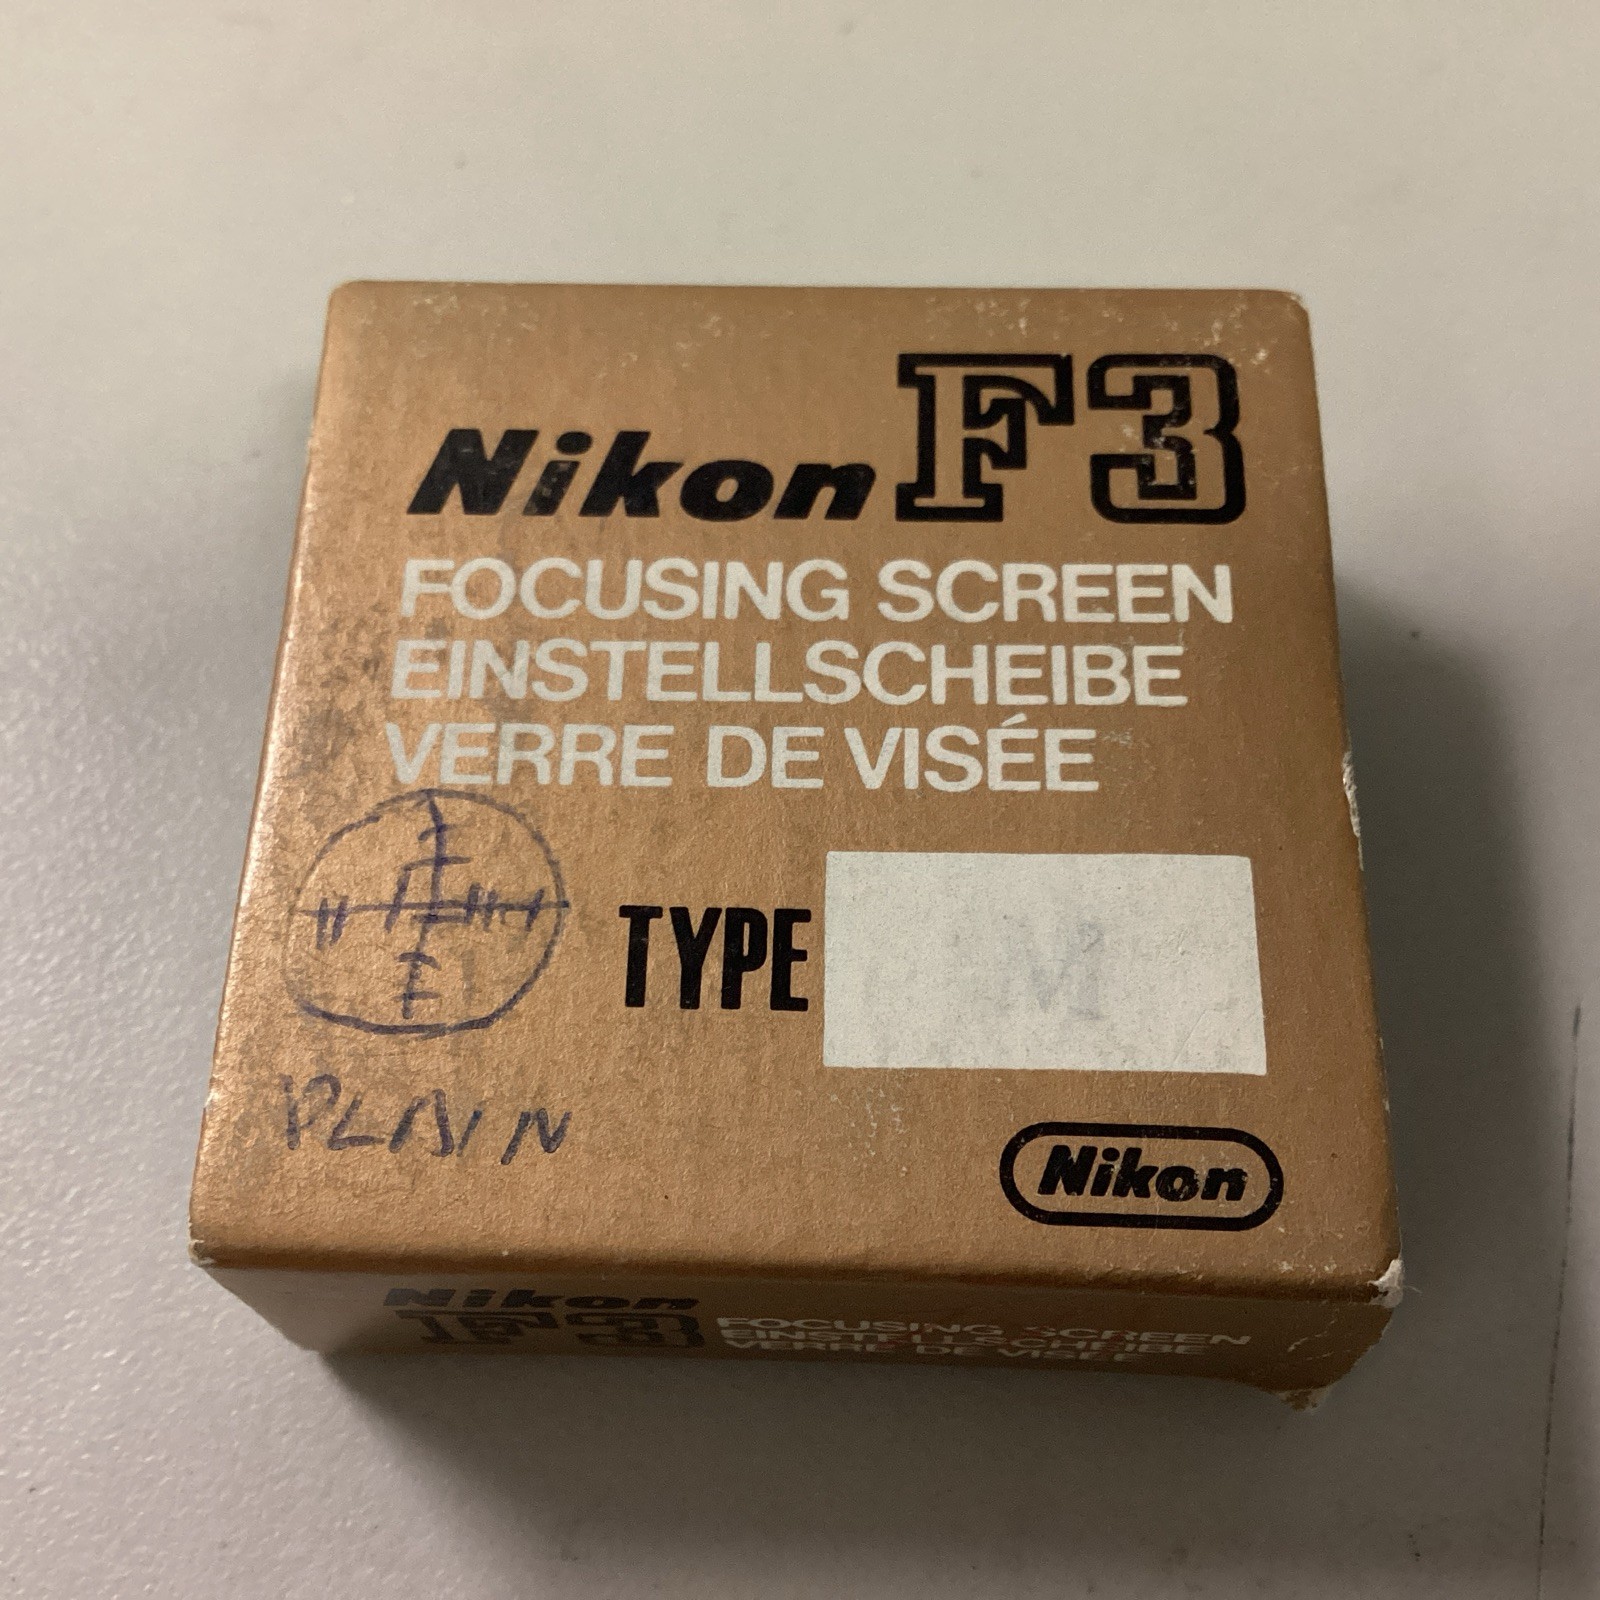 Nikon F3
FOCUSING SCREEN
EINSTELLSCHEIBE
VERRE DE VISÉE
TYPE M
PLAIN
Nikon
Nikon
F3
FOCUSING SCREEN
EINSTELLSCHEIBE
VERRE DE VISÉE